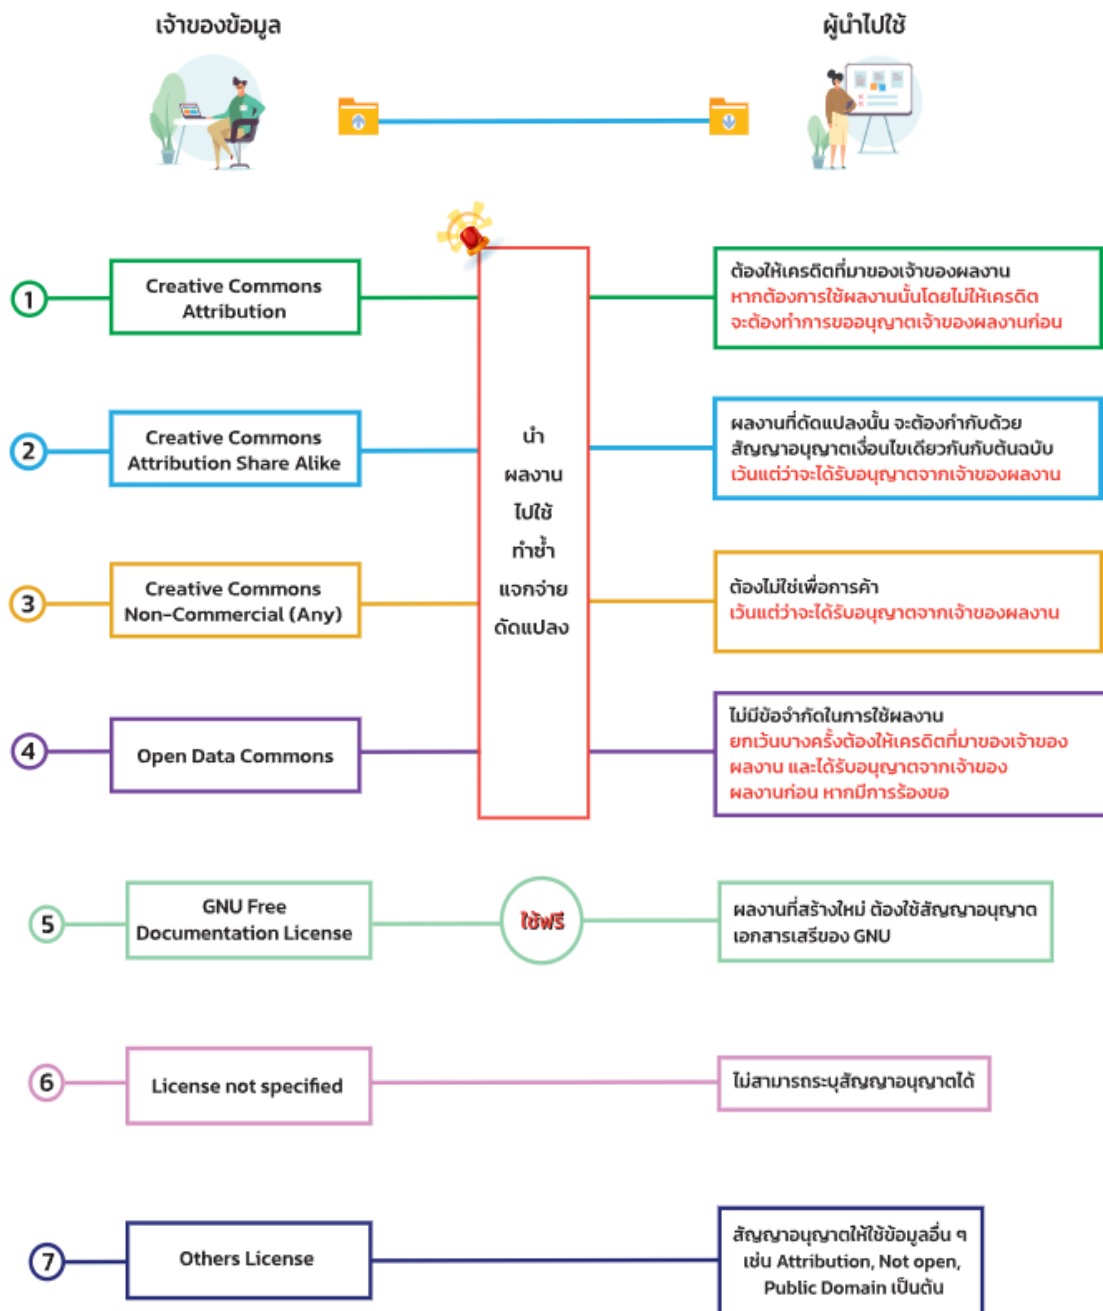 เจ้าของข้อมูล
ผู้นำไปใช้
1
Creative Commons
Attribution
ต้องให้เครดิตที่มาของเจ้าของผลงาน
หากต้องการใช้ผลงานนั้นโดยไม่ให้เครดิต
จะต้องทำการขออนุญาตเจ้าของผลงานก่อน
2
Creative Commons
Attribution Share Alike
ผลงานที่ดัดแปลงนั้น จะต้องกำกับด้วย
สัญญาอนุญาตเงื่อนไขเดียวกันกับต้นฉบับ
เว้นแต่ว่าจะได้รับอนุญาตจากเจ้าของผลงาน
นำ
ผลงาน
ไปใช้
ทำซ้ำ
แจกจ่าย
ดัดแปลง
3
Creative Commons
Non-Commercial (Any)
ต้องไม่ใช่เพื่อการค้า
เว้นแต่ว่าจะได้รับอนุญาตจากเจ้าของผลงาน
4
Open Data Commons
ไม่มีข้อจำกัดในการใช้ผลงาน
ยกเว้นบางครั้งต้องให้เครดิตที่มาของเจ้าของ
ผลงาน และได้รับอนุญาตจากเจ้าของ
ผลงานก่อน หากมีการร้องขอ
5
GNU Free
Documentation License
ใช้ฟรี
ผลงานที่สร้างใหม่ ต้องใช้สัญญาอนุญาต
เอกสารเสรีของ GNU
6
License not specified
ไม่สามารถระบุสัญญาอนุญาตได้
7
Others License
สัญญาอนุญาตให้ใช้ข้อมูลอื่น ๆ
เช่น Attribution, Not open,
Public Domain เป็นต้น